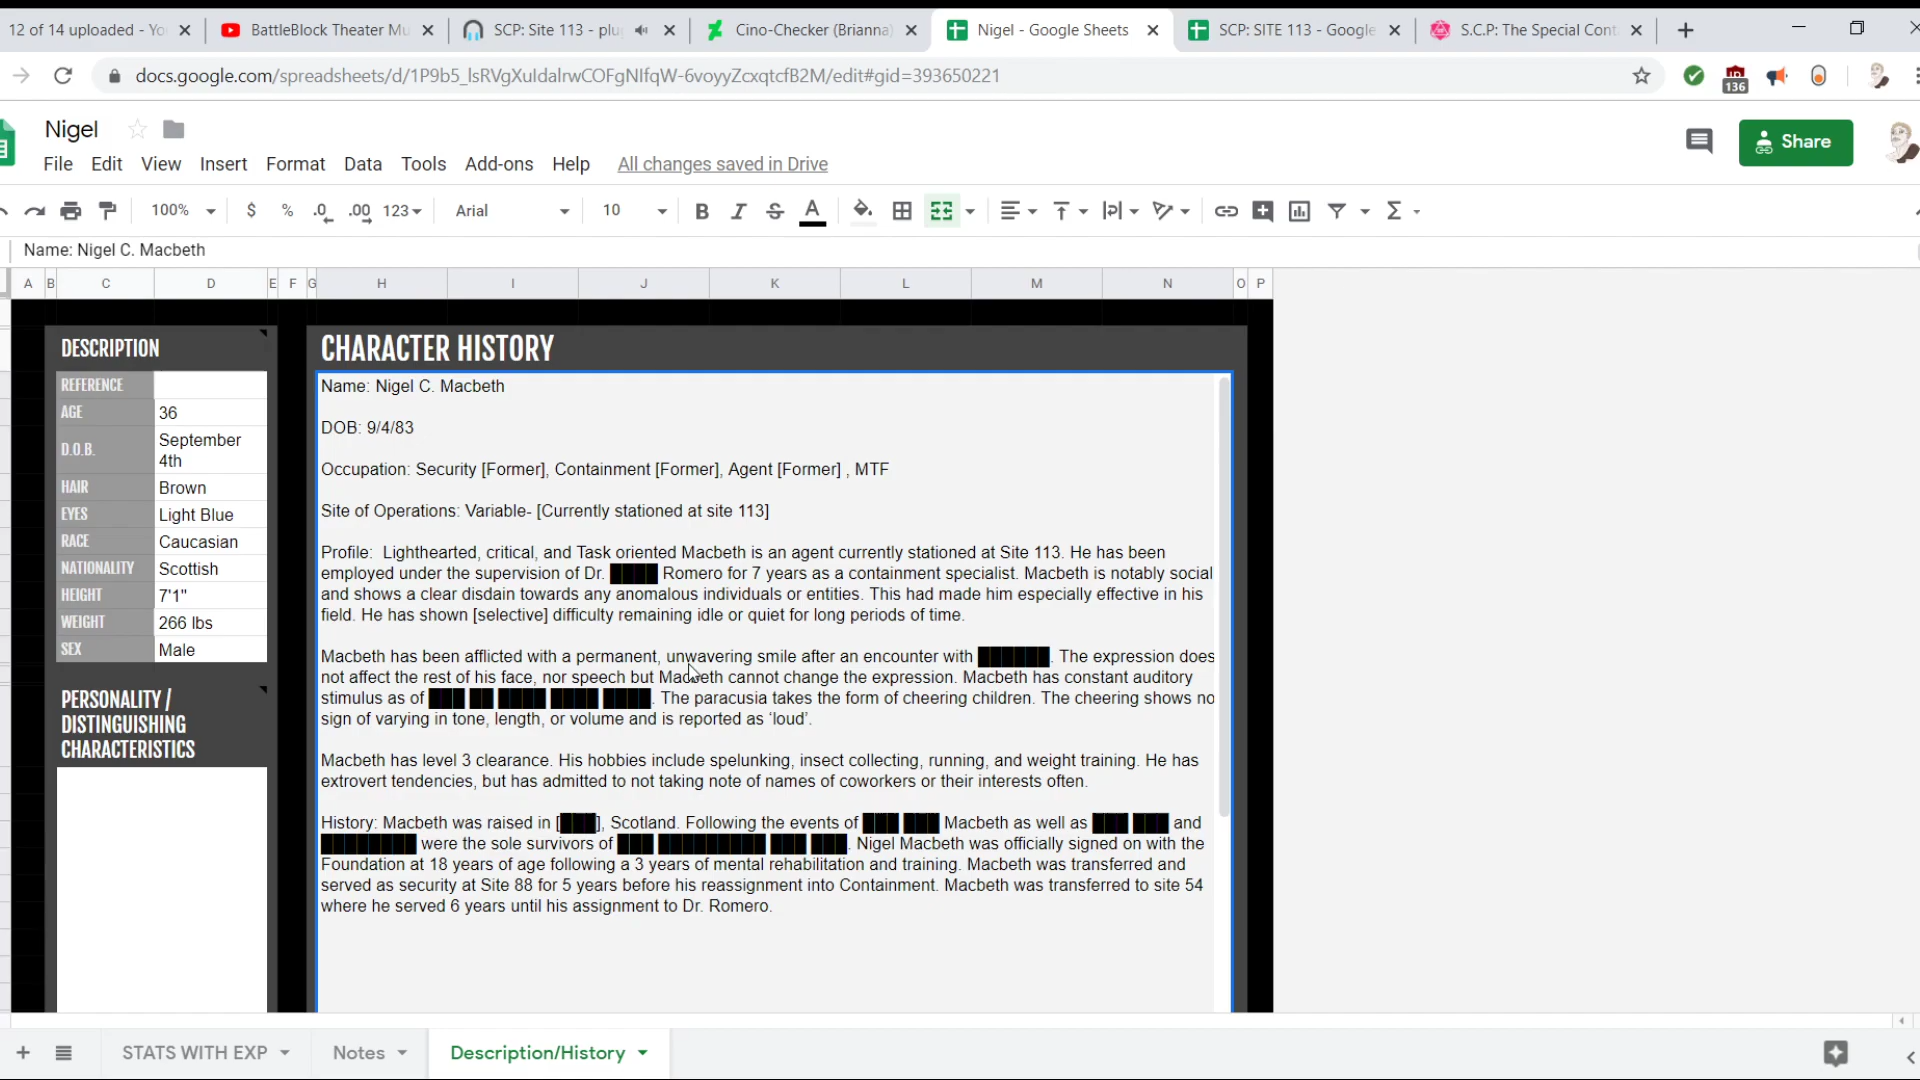 12 of 14 uploaded - Yo
BattleBlock Theater Mu
SCP: Site 113 - plu
Cino-Checker (Brianna)
Nigel - Google Sheets
SCP: SITE 113 - Google
S.C.P: The Special Cont
docs.google.com/spreadsheets/d/1P9b5_lsRVgXuIdaIrwCOFgNIfqW-6voyyZcxqtcfB2M/edit#gid=393650221
136
Nigel
File Edit View Insert Format Data Tools Add-ons Help All changes saved in Drive
Share
100% $ % .0 .00 123 Arial 10 B I S A Σ
Name: Nigel C. Macbeth
A B C D E F G H I J K L M N O P
DESCRIPTION
REFERENCE
AGE 36
D.O.B. September
4th
HAIR Brown
EYES Light Blue
RACE Caucasian
NATIONALITY Scottish
HEIGHT 7'1"
WEIGHT 266 lbs
SEX Male
PERSONALITY /
DISTINGUISHING
CHARACTERISTICS
CHARACTER HISTORY
Name: Nigel C. Macbeth
DOB: 9/4/83
Occupation: Security [Former], Containment [Former], Agent [Former] , MTF
Site of Operations: Variable- [Currently stationed at site 113]
Profile: Lighthearted, critical, and Task oriented Macbeth is an agent currently stationed at Site 113. He has been
employed under the supervision of Dr. ████ Romero for 7 years as a containment specialist. Macbeth is notably social
and shows a clear disdain towards any anomalous individuals or entities. This had made him especially effective in his
field. He has shown [selective] difficulty remaining idle or quiet for long periods of time.
Macbeth has been afflicted with a permanent, unwavering smile after an encounter with ██████. The expression does
not affect the rest of his face, nor speech but Macbeth cannot change the expression. Macbeth has constant auditory
stimulus as of ███ ██ ████ ████ ████. The paracusia takes the form of cheering children. The cheering shows no
sign of varying in tone, length, or volume and is reported as ‘loud’.
Macbeth has level 3 clearance. His hobbies include spelunking, insect collecting, running, and weight training. He has
extrovert tendencies, but has admitted to not taking note of names of coworkers or their interests often.
History: Macbeth was raised in [███], Scotland. Following the events of ███ ███ Macbeth as well as ███ ███ and
████████ were the sole survivors of ███ █████████ ███ ███. Nigel Macbeth was officially signed on with the
Foundation at 18 years of age following a 3 years of mental rehabilitation and training. Macbeth was transferred and
served as security at Site 88 for 5 years before his reassignment into Containment. Macbeth was transferred to site 54
where he served 6 years until his assignment to Dr. Romero.
STATS WITH EXP
Notes
Description/History